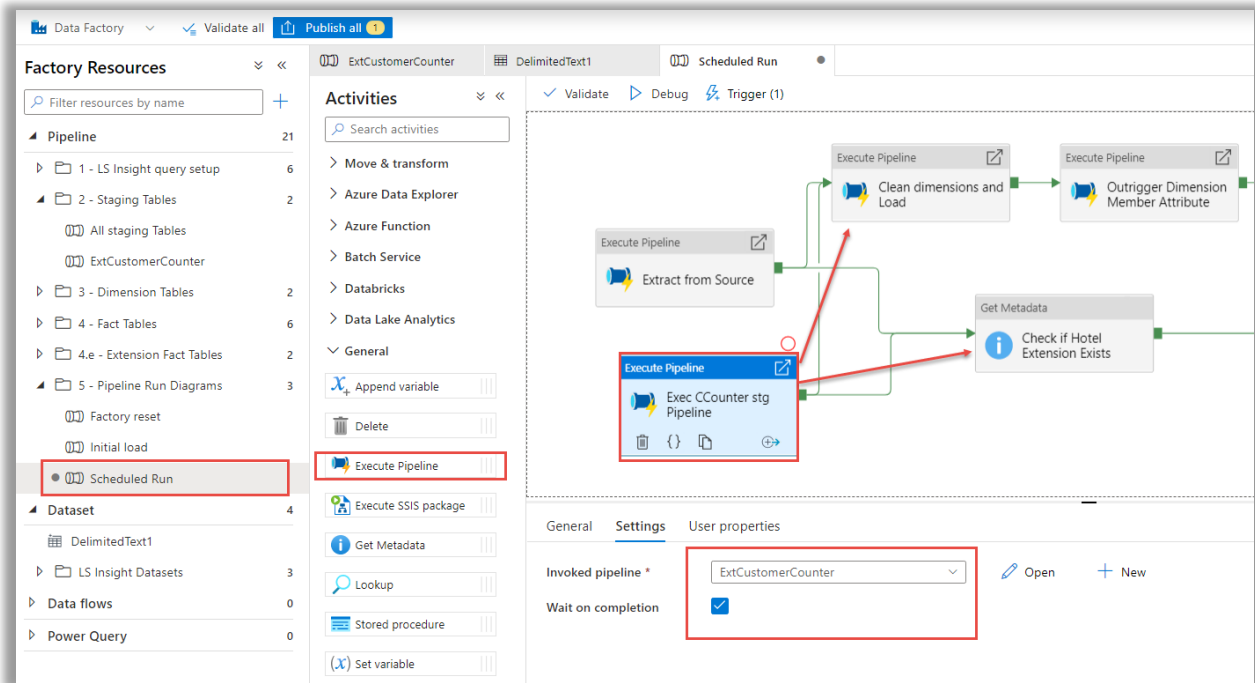 Data Factory
Validate all
Publish all 1
Factory Resources
Filter resources by name
Pipeline 21
1 - LS Insight query setup 6
2 - Staging Tables 2
All staging Tables
ExtCustomerCounter
3 - Dimension Tables 2
4 - Fact Tables 6
4.e - Extension Fact Tables 2
5 - Pipeline Run Diagrams 3
Factory reset
Initial load
Scheduled Run
Dataset 4
DelimitedText1
LS Insight Datasets 3
Data flows 0
Power Query 0
ExtCustomerCounter
DelimitedText1
Scheduled Run
Activities
Search activities
Move & transform
Azure Data Explorer
Azure Function
Batch Service
Databricks
Data Lake Analytics
General
Append variable
Delete
Execute Pipeline
Execute SSIS package
Get Metadata
Lookup
Stored procedure
(x) Set variable
Validate
Debug
Trigger (1)
Execute Pipeline
Clean dimensions and
Load
Execute Pipeline
Outrigger Dimension
Member Attribute
Execute Pipeline
Extract from Source
Get Metadata
Check if Hotel
Extension Exists
Execute Pipeline
Exec CCounter stg
Pipeline
General
Settings
User properties
Invoked pipeline *
ExtCustomerCounter
Open
New
Wait on completion